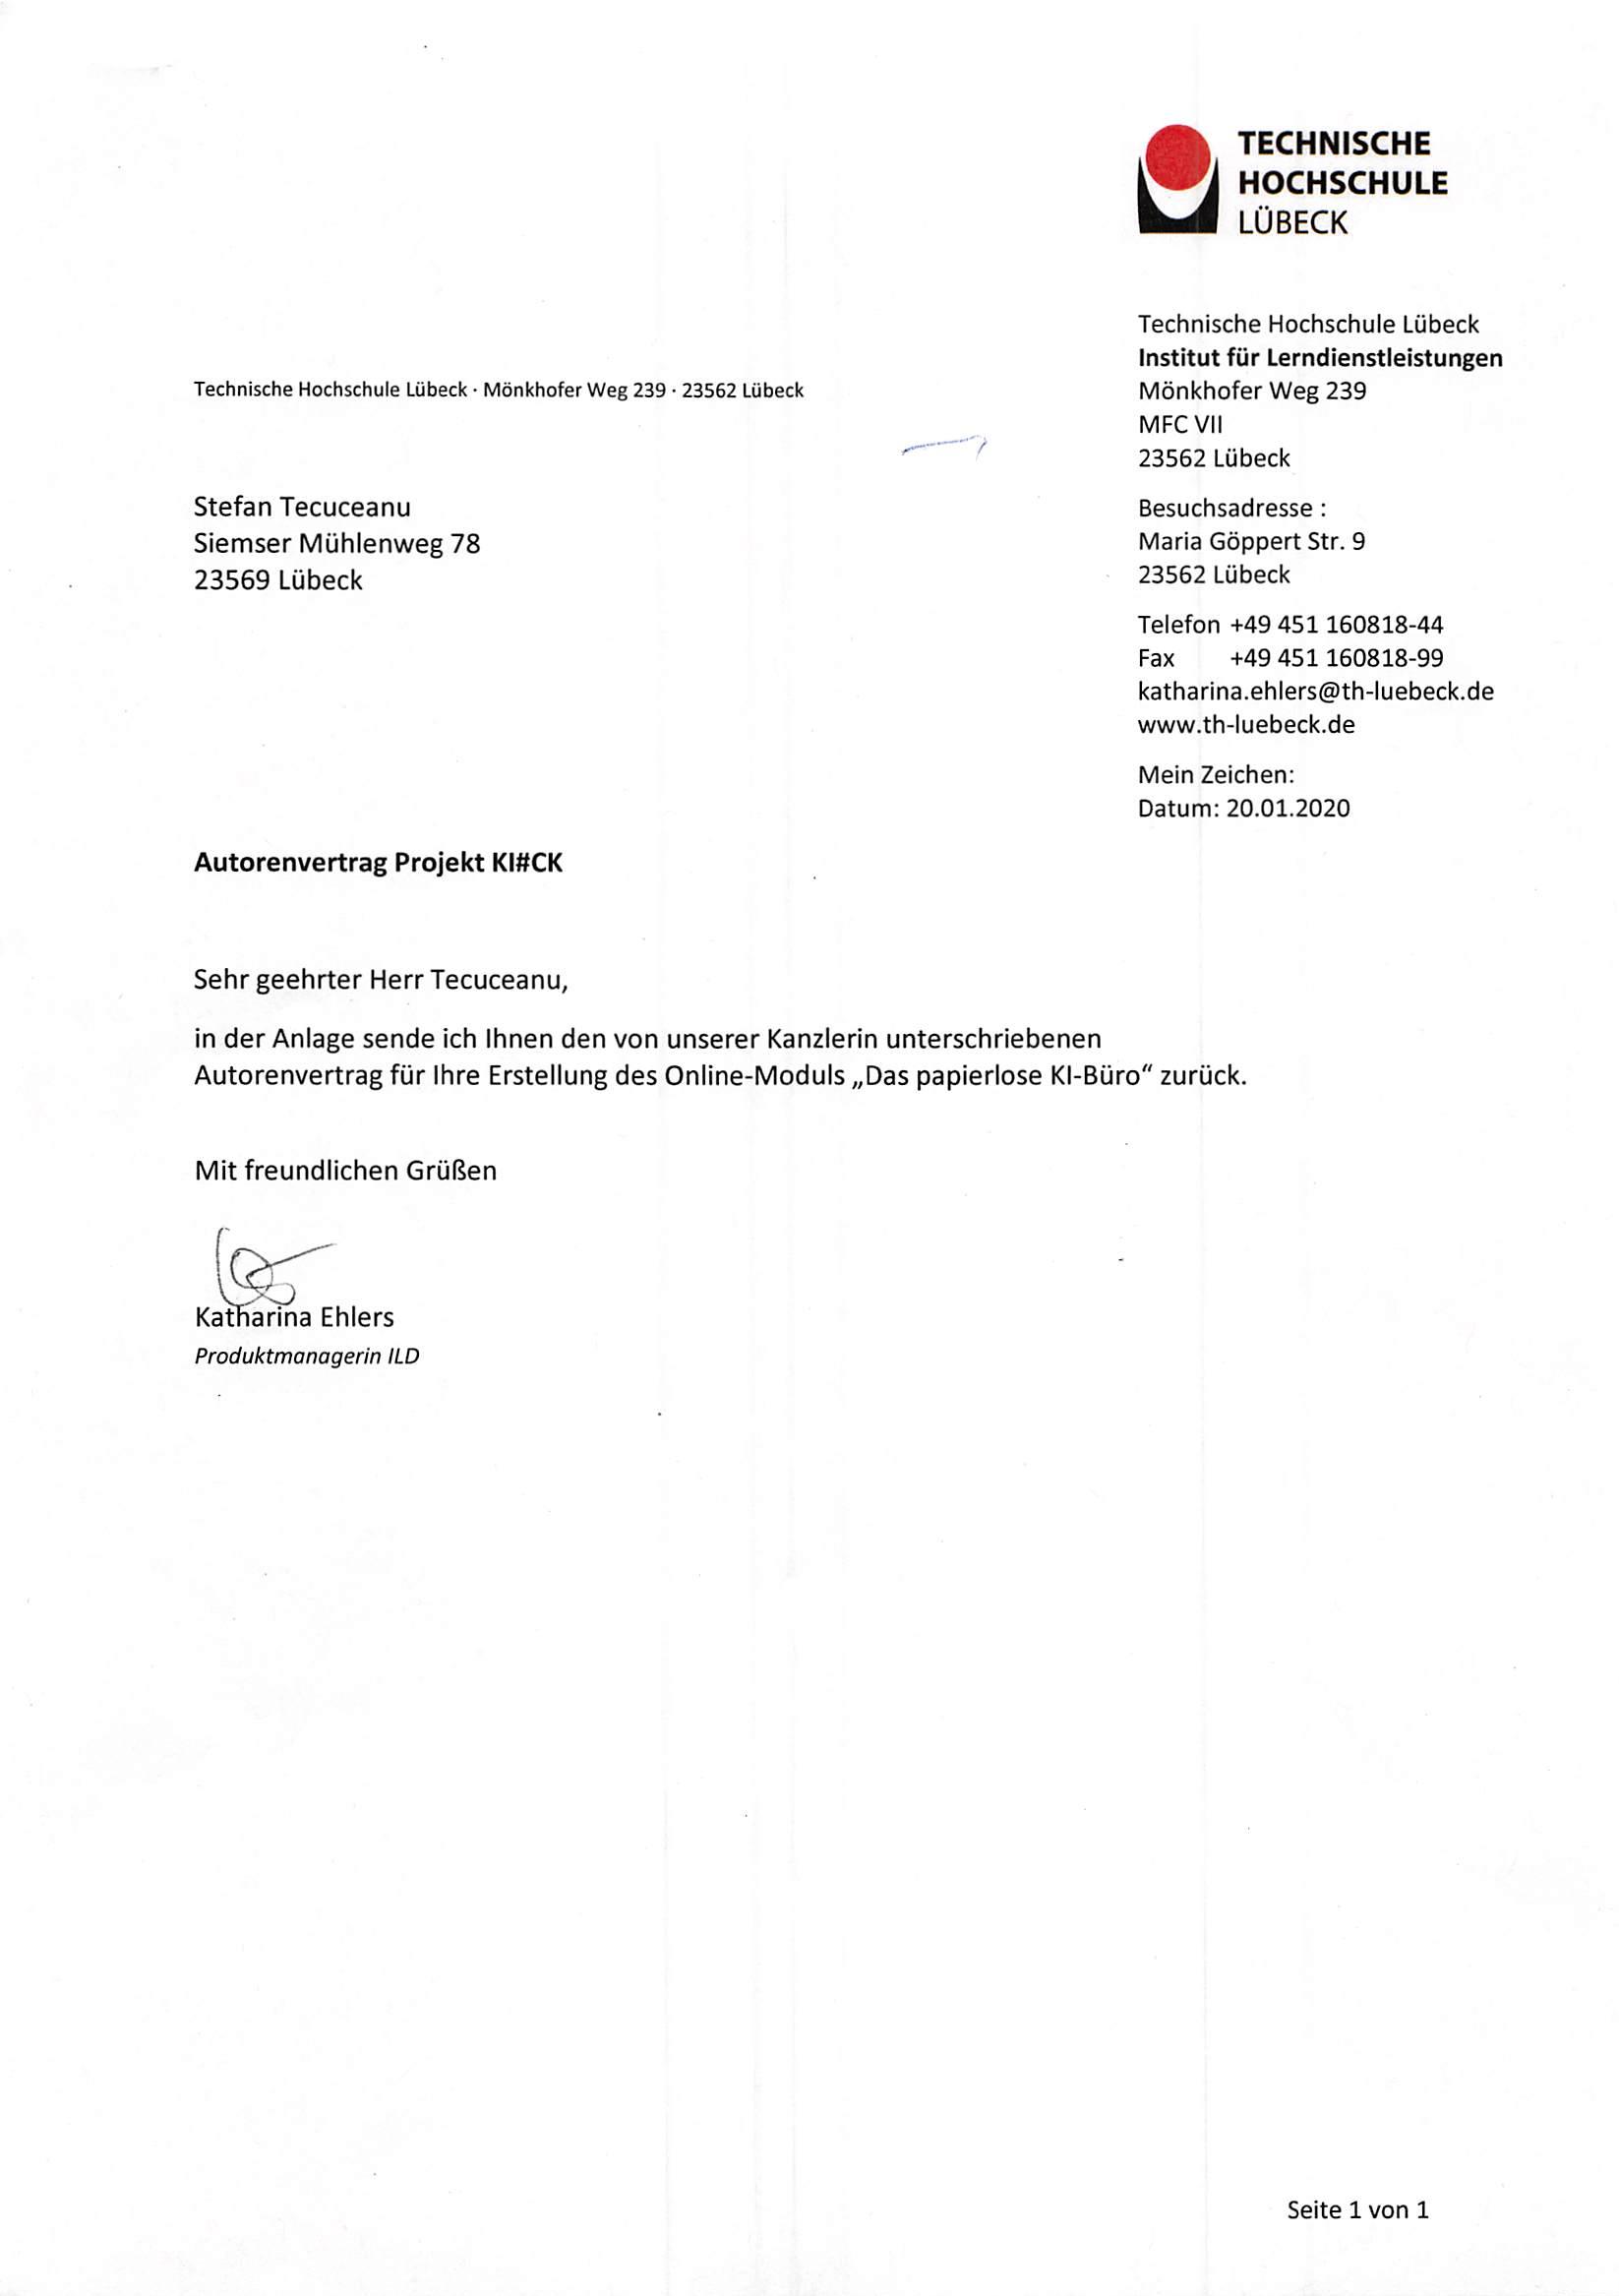 TECHNISCHE
HOCHSCHULE
LÜBECK
Technische Hochschule Lübeck
Institut für Lerndienstleistungen
Mönkhofer Weg 239
MFC VII
23562 Lübeck
Besuchsadresse :
Maria Göppert Str. 9
23562 Lübeck
Telefon +49 451 160818-44
Fax +49 451 160818-99
katharina.ehlers@th-luebeck.de
www.th-luebeck.de
Mein Zeichen:
Datum: 20.01.2020
Technische Hochschule Lübeck · Mönkhofer Weg 239 · 23562 Lübeck
Stefan Tecuceanu
Siemser Mühlenweg 78
23569 Lübeck
Autorenvertrag Projekt KI#CK
Sehr geehrter Herr Tecuceanu,
in der Anlage sende ich Ihnen den von unserer Kanzlerin unterschriebenen
Autorenvertrag für Ihre Erstellung des Online-Moduls „Das papierlose KI-Büro“ zurück.
Mit freundlichen Grüßen
Katharina Ehlers
Produktmanagerin ILD
Seite 1 von 1